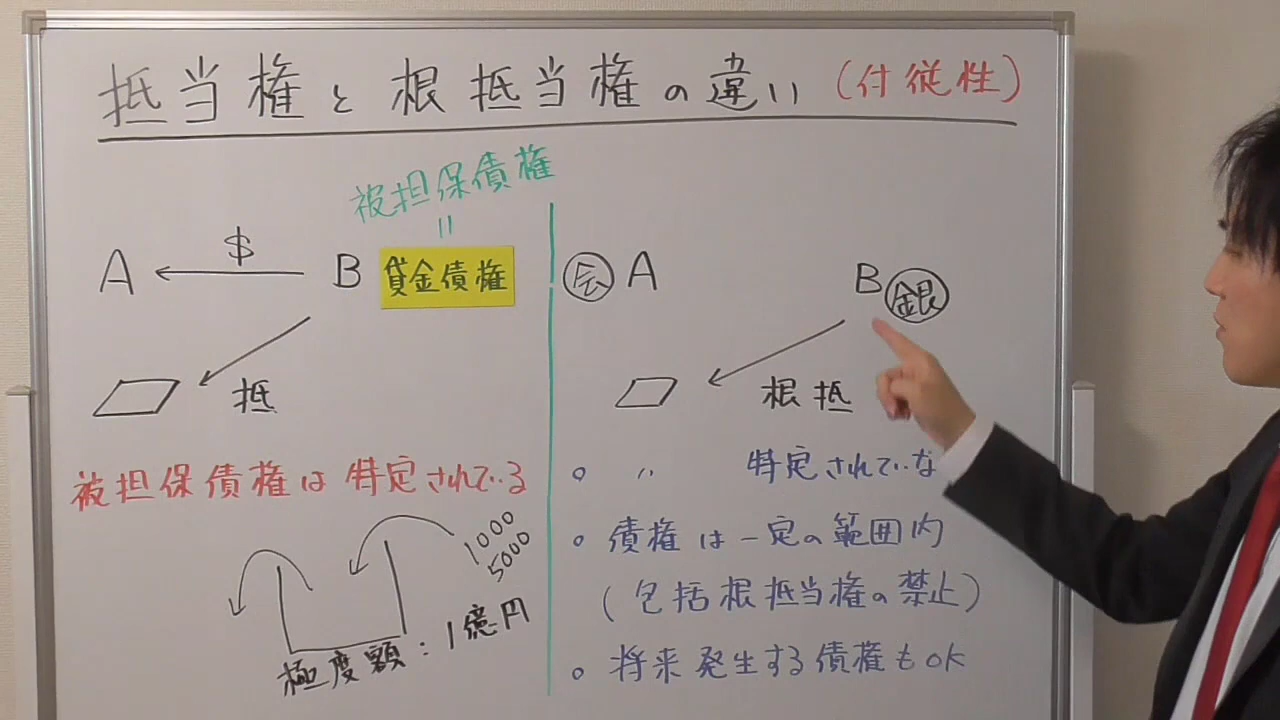 抵当権と根抵当権の違い (付従性)
被担保債権
=
A $ B 貸金債権
抵
被担保債権は特定されている
1000
5000
極度額:1億円
会 A B 銀
根抵
○ 〃 特定されていな
○ 債権は一定の範囲内
(包括根抵当権の禁止)
○ 将来発生する債権もOK